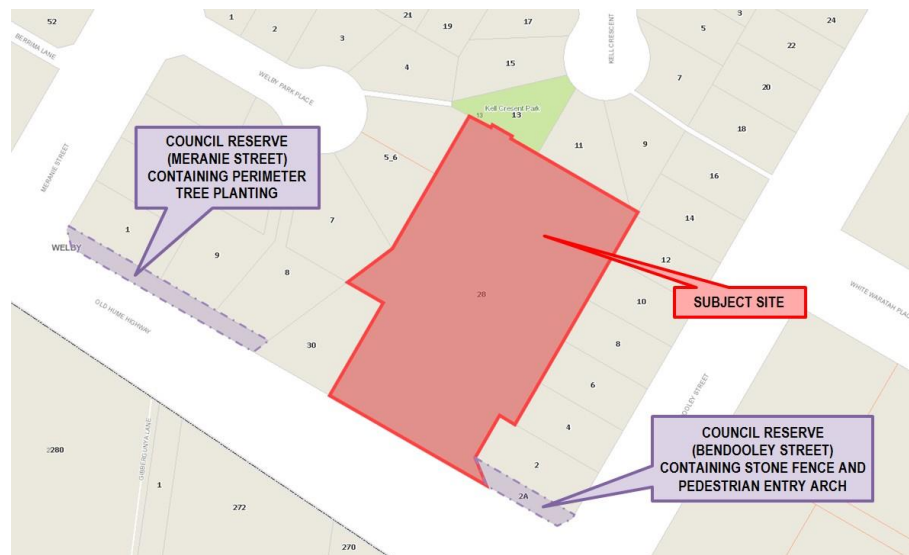 52
1
2
3
21
19
17
3
5
22
24
BERRIMA LANE
WELBY PARK PLACE
4
15
KELL CRESCENT
7
20
Kell Cresent Park
13
13
18
COUNCIL RESERVE
(MERANIE STREET)
CONTAINING PERIMETER
TREE PLANTING
5_6
11
9
16
MERANIE STREET
7
14
1
WELBY
9
8
12
28
SUBJECT SITE
10
WHITE WARATAH PLACE
OLD HUME HIGHWAY
30
8
6
4
COUNCIL RESERVE
(BENDOOLEY STREET)
CONTAINING STONE FENCE AND
PEDESTRIAN ENTRY ARCH
2280
GIBBERGUNYA LANE
1
2
2A
272
270